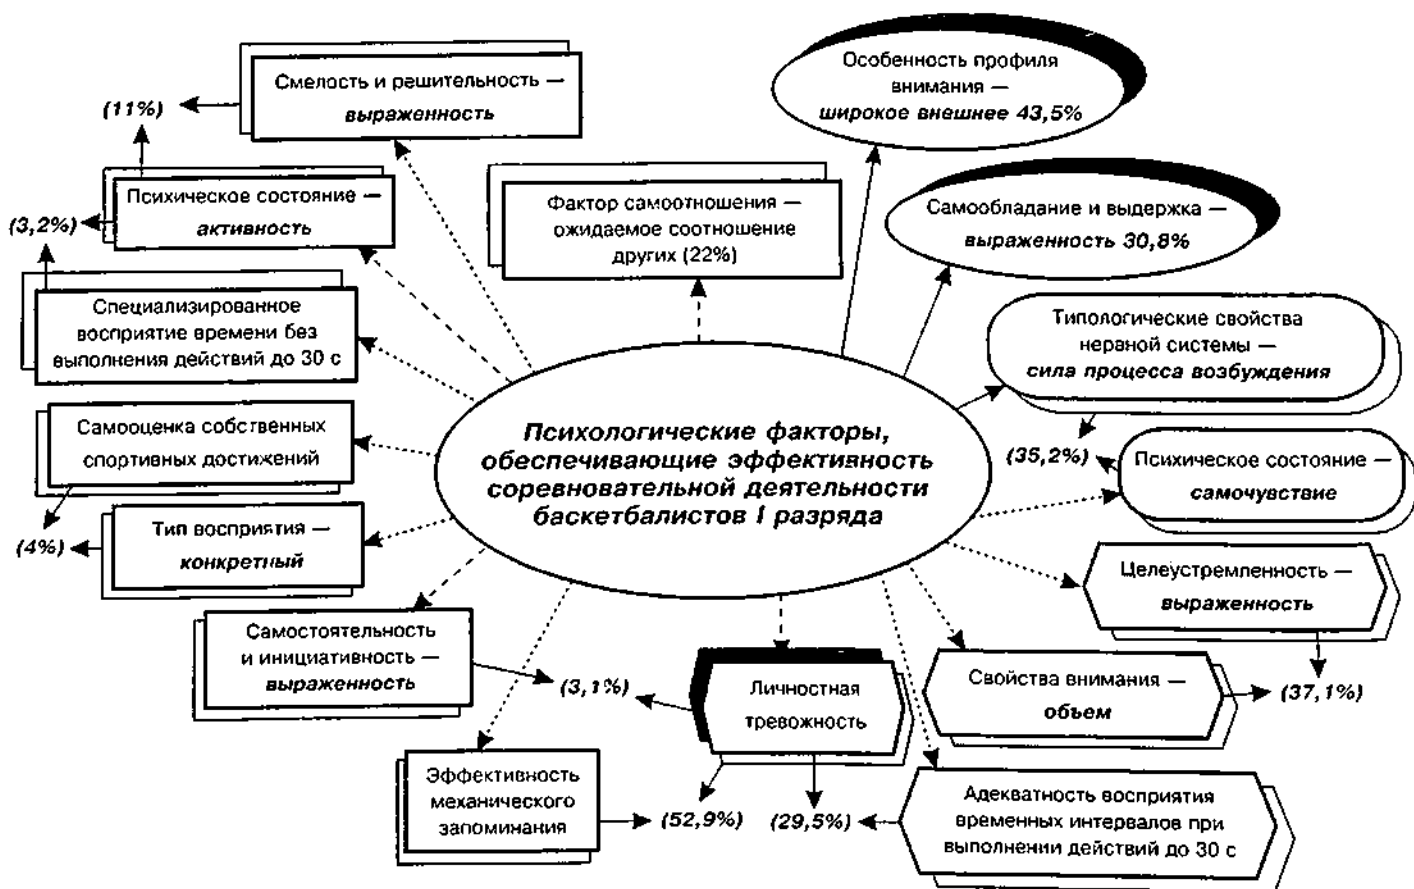 Смелость и решительность —
выраженность
(11%)
Психическое состояние —
активность
(3,2%)
Специализированное
восприятие времени без
выполнения действий до 30 с
Самооценка собственных
спортивных достижений
(4%)
Тип восприятия —
конкретный
Самостоятельность
и инициативность —
выраженность
(3,1%)
Эффективность
механического
запоминания
Фактор самоотношения —
ожидаемое соотношение
других (22%)
Особенность профиля
внимания —
широкое внешнее 43,5%
Самообладание и выдержка —
выраженность 30,8%
Типологические свойства
нервной системы —
сила процесса возбуждения
(35,2%)
Психическое состояние —
самочувствие
Психологические факторы,
обеспечивающие эффективность
соревновательной деятельности
баскетбалистов I разряда
Целеустремленность —
выраженность
Свойства внимания —
объем
(37,1%)
Личностная
тревожность
(52,9%)
(29,5%)
Адекватность восприятия
временных интервалов при
выполнении действий до 30 с